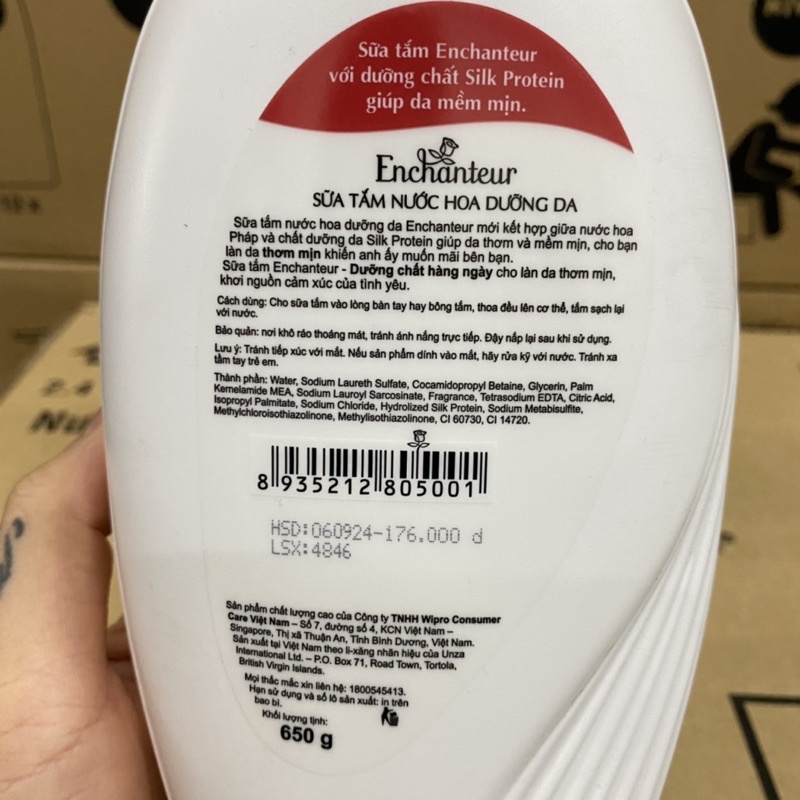 Sữa tắm Enchanteur
với dưỡng chất Silk Protein
giúp da mềm mịn.
Enchanteur
SỮA TẮM NƯỚC HOA DƯỠNG DA
Sữa tắm nước hoa dưỡng da Enchanteur mới kết hợp giữa nước hoa
Pháp và chất dưỡng da Silk Protein giúp da thơm và mềm mịn, cho bạn
làn da thơm mịn khiến anh ấy muốn mãi bên bạn.
Sữa tắm Enchanteur - Dưỡng chất hàng ngày cho làn da thơm mịn,
khơi nguồn cảm xúc của tình yêu.
Cách dùng: Cho sữa tắm vào lòng bàn tay hay bông tắm, thoa đều lên cơ thể, tắm sạch lại
với nước.
Bảo quản: nơi khô ráo thoáng mát, tránh ánh nắng trực tiếp. Đậy nắp lại sau khi sử dụng.
Lưu ý: Tránh tiếp xúc với mắt. Nếu sản phẩm dính vào mắt, hãy rửa kỹ với nước. Tránh xa
tầm tay trẻ em.
Thành phần: Water, Sodium Laureth Sulfate, Cocamidopropyl Betaine, Glycerin, Palm
Kernelamide MEA, Sodium Lauroyl Sarcosinate, Fragrance, Tetrasodium EDTA, Citric Acid,
Isopropyl Palmitate, Sodium Chloride, Hydrolized Silk Protein, Sodium Metabisulfite,
Methylchloroisothiazolinone, Methylisothiazolinone, CI 60730, CI 14720.
8 935212 805001
HSD:060924-176.000 đ
LSX:4846
Sản phẩm chất lượng cao của Công ty TNHH Wipro Consumer
Care Việt Nam – Số 7, đường số 4, KCN Việt Nam –
Singapore, Thị xã Thuận An, Tỉnh Bình Dương, Việt Nam.
Sản xuất tại Việt Nam theo li-xăng nhãn hiệu của Unza
International Ltd. – P.O. Box 71, Road Town, Tortola,
British Virgin Islands.
Mọi thắc mắc xin liên hệ: 1800545413.
Hạn sử dụng và số lô sản xuất: in trên
bao bì.
Khối lượng tịnh:
650 g